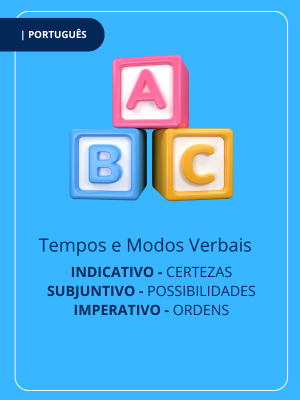 | PORTUGUÊS
A
B C
Tempos e Modos Verbais
INDICATIVO - CERTEZAS
SUBJUNTIVO - POSSIBILIDADES
IMPERATIVO - ORDENS